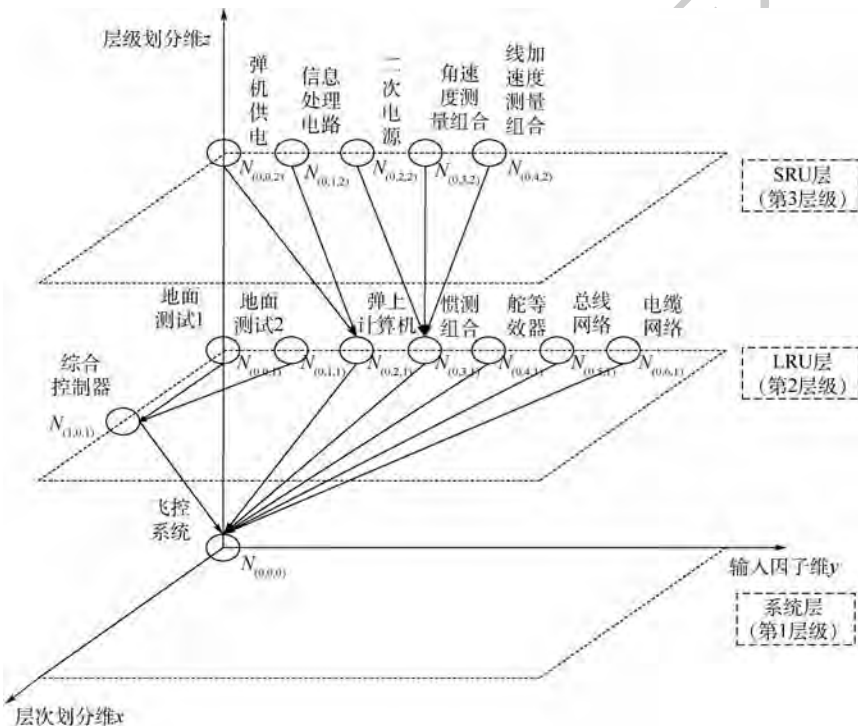 层级划分维z
弹
机
供
电
信息
处理
电路
二
次
电
源
角速
度测
量组合
线加
速度
测量
组合
N(0,0,2)
N(0,1,2)
N(0,2,2)
N(0,3,2)
N(0,4,2)
SRU层
(第3层级)
地面
测试1
地面
测试2
弹上
计算机
惯测
组合
舵等
效器
总线
网络
电缆
网络
综合
控制器
N(0,0,1)
N(0,1,1)
N(0,2,1)
N(0,3,1)
N(0,4,1)
N(0,5,1)
N(0,6,1)
LRU层
(第2层级)
N(1,0,1)
飞控
系统
N(0,0,0)
输入因子维y
系统层
(第1层级)
层次划分维x